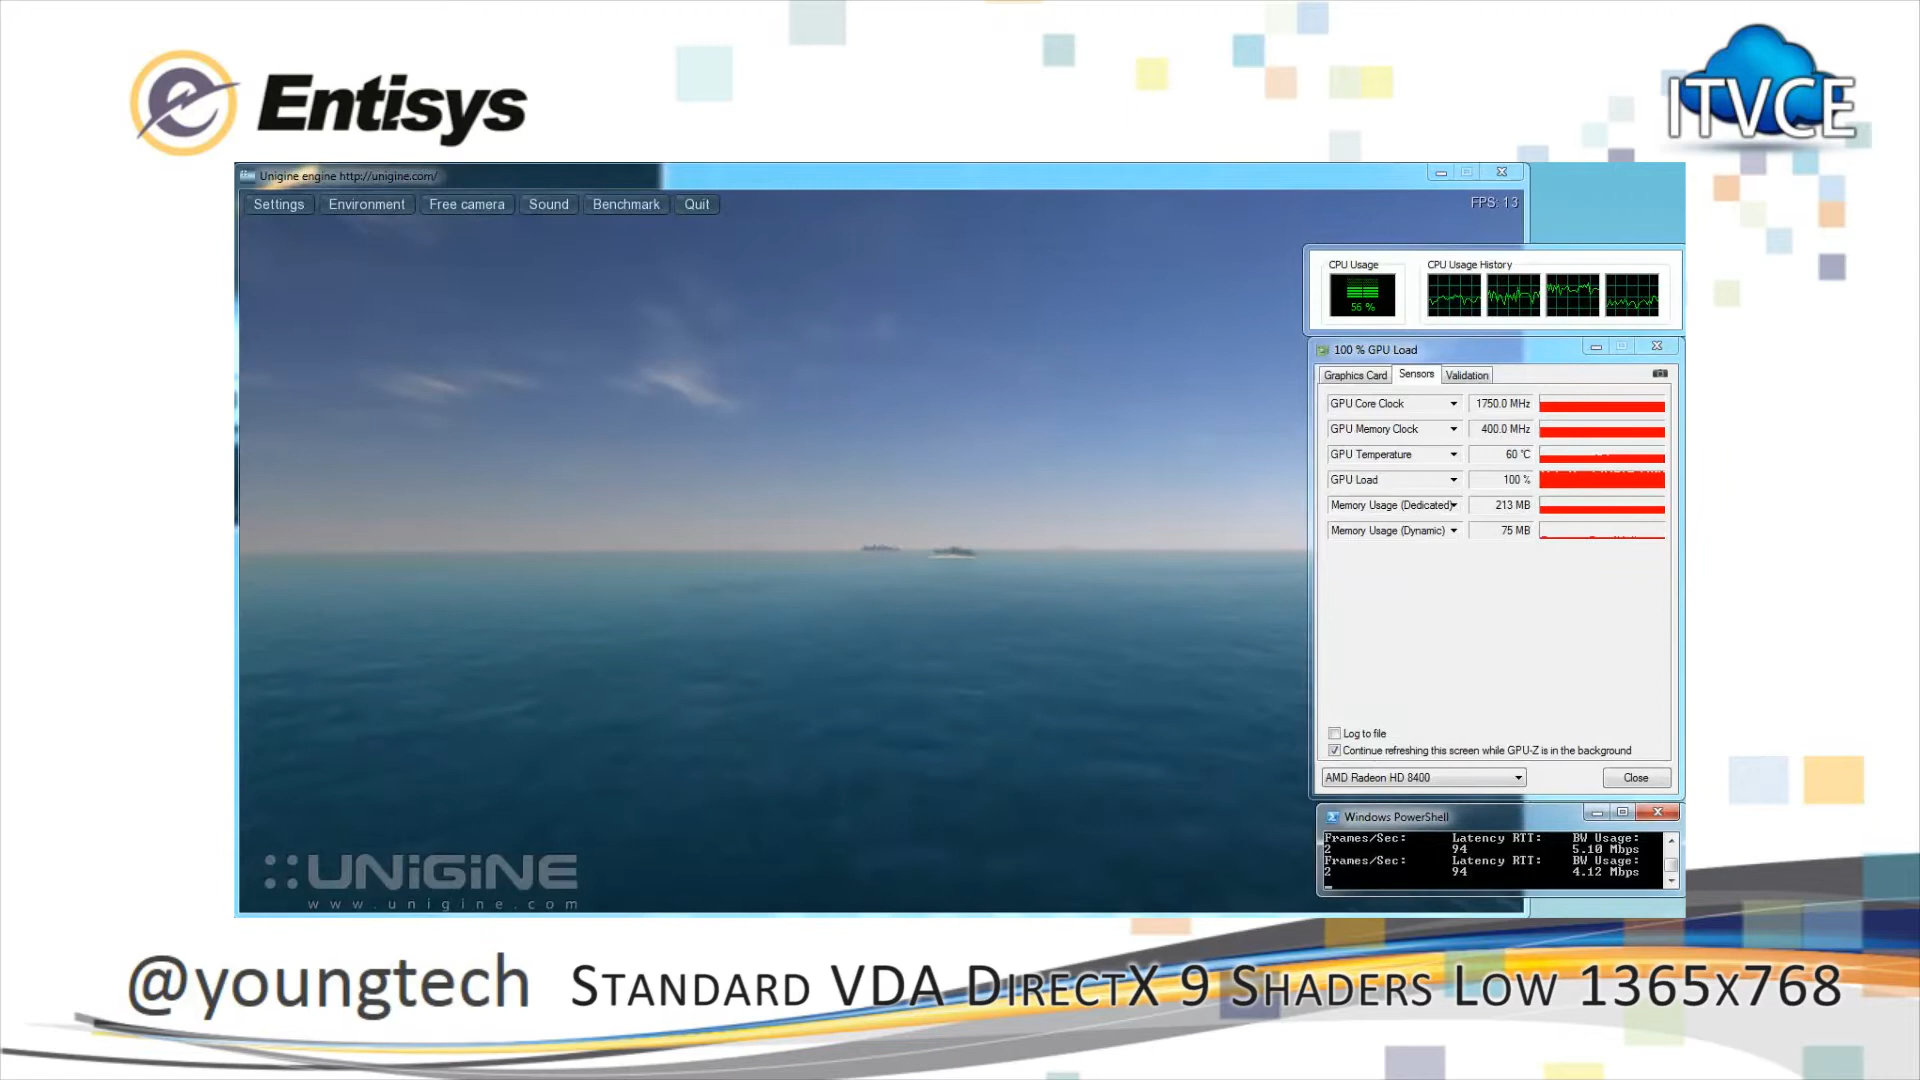 Entisys
ITVCE
Unigine engine http://unigine.com/
Settings Environment Free camera Sound Benchmark Quit
FPS: 13
CPU Usage CPU Usage History
56 %
100 % GPU Load
Graphics Card Sensors Validation
GPU Core Clock 1750.0 MHz
GPU Memory Clock 400.0 MHz
GPU Temperature 60 °C
GPU Load 100 %
Memory Usage (Dedicated) 213 MB
Memory Usage (Dynamic) 75 MB
Log to file
Continue refreshing this screen while GPU-Z is in the background
AMD Radeon HD 8400 Close
Windows PowerShell
Frames/Sec: Latency RTT: BW Usage:
2 94 5.10 Mbps
Frames/Sec: Latency RTT: BW Usage:
2 94 4.12 Mbps
UNiGiNE
www.unigine.com
@youngtech STANDARD VDA DIRECTX 9 SHADERS LOW 1365X768